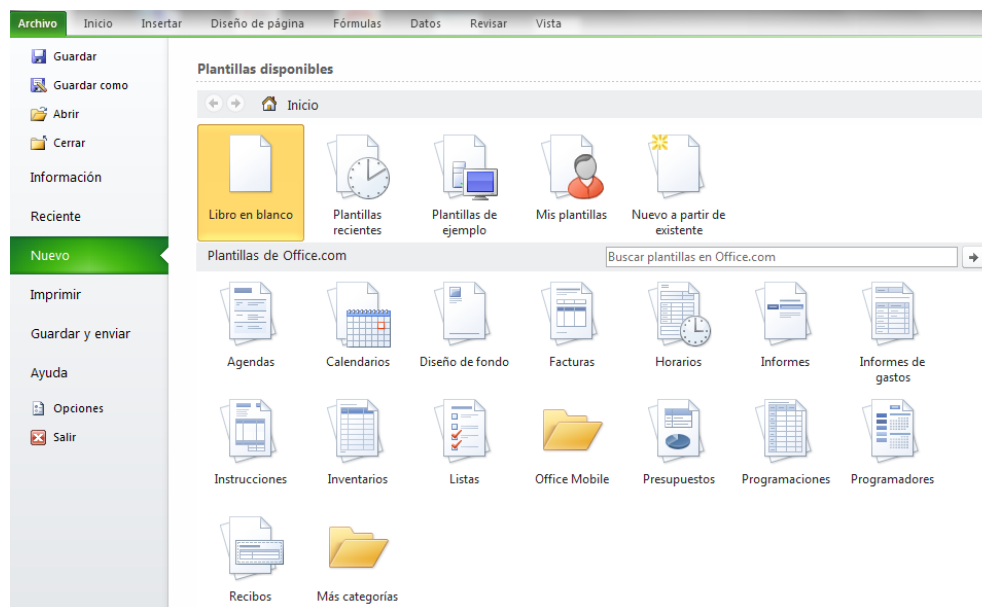 Archivo Inicio Insertar Diseño de página Fórmulas Datos Revisar Vista
Guardar
Guardar como
Abrir
Cerrar
Información
Reciente
Nuevo
Imprimir
Guardar y enviar
Ayuda
Opciones
Salir
Plantillas disponibles
Inicio
Libro en blanco
Plantillas recientes
Plantillas de ejemplo
Mis plantillas
Nuevo a partir de existente
Plantillas de Office.com
Buscar plantillas en Office.com
Agendas
Calendarios
Diseño de fondo
Facturas
Horarios
Informes
Informes de gastos
Instrucciones
Inventarios
Listas
Office Mobile
Presupuestos
Programaciones
Programadores
Recibos
Más categorías